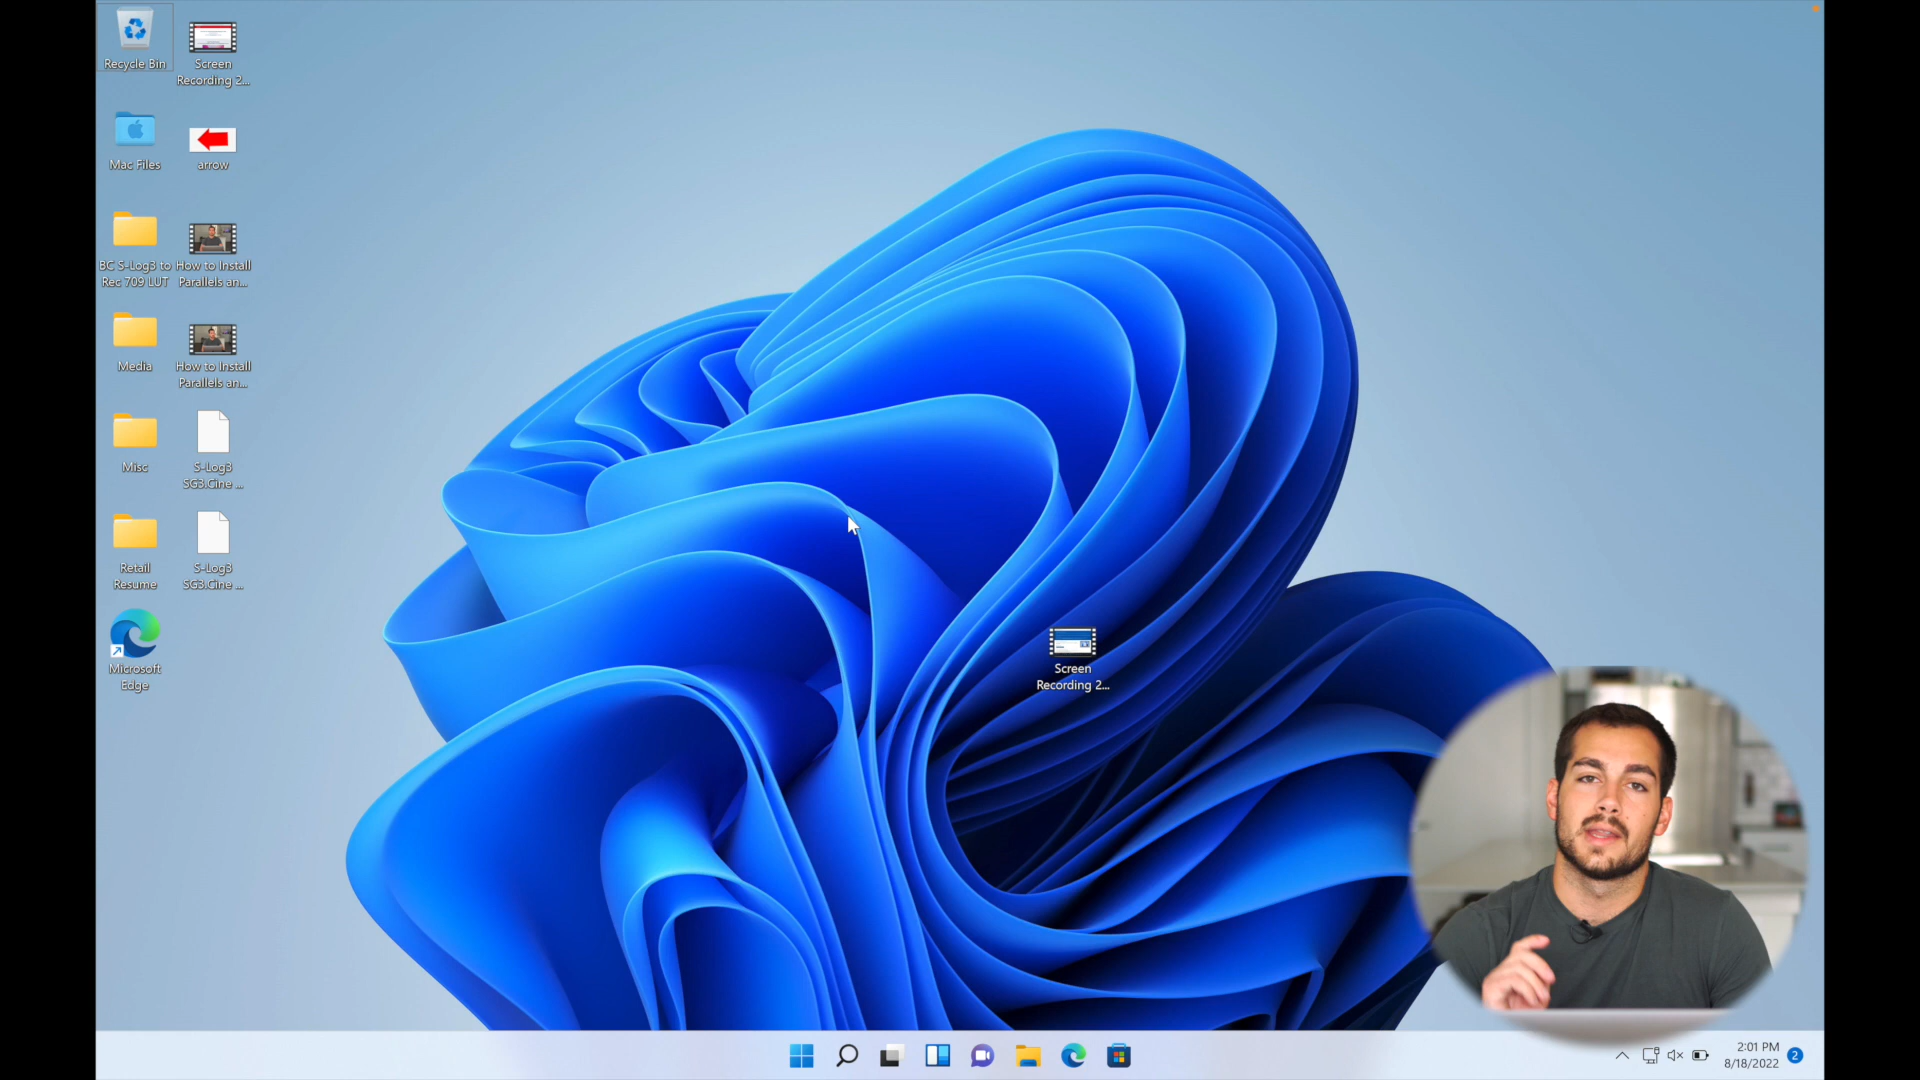 Recycle Bin
Screen
Recording 2...
Mac Files
arrow
BC S-Log3 to
Rec 709 LUT
How to Install
Parallels an...
Media
How to Install
Parallels an...
Misc
S-Log3
SG3.Cine ...
Retail
Resume
S-Log3
SG3.Cine ...
Microsoft
Edge
Screen
Recording 2...
2:01 PM
8/18/2022
2